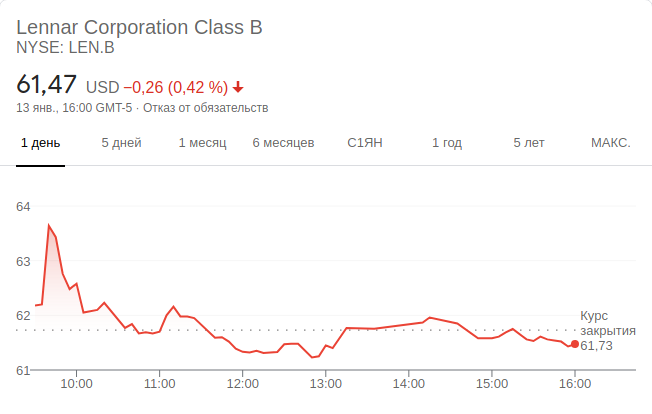 Lennar Corporation Class B
NYSE: LEN.B
61,47 USD −0,26 (0,42 %)
13 янв., 16:00 GMT-5 · Отказ от обязательств
1 день 5 дней 1 месяц 6 месяцев С1ЯН 1 год 5 лет МАКС.
64
63
62
Курс
закрытия
61,73
61
10:00 11:00 12:00 13:00 14:00 15:00 16:00